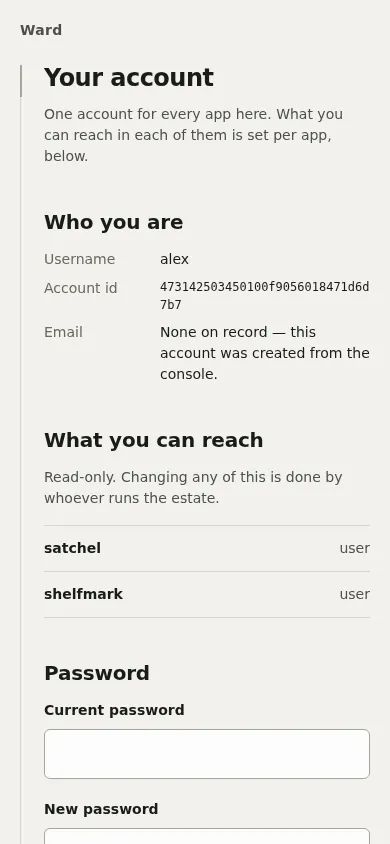 Ward
Your account
One account for every app here. What you
can reach in each of them is set per app,
below.
Who you are
Username alex
Account id 473142503450100f9056018471d6d
7b7
Email None on record — this
account was created from the
console.
What you can reach
Read-only. Changing any of this is done by
whoever runs the estate.
satchel user
shelfmark user
Password
Current password
New password